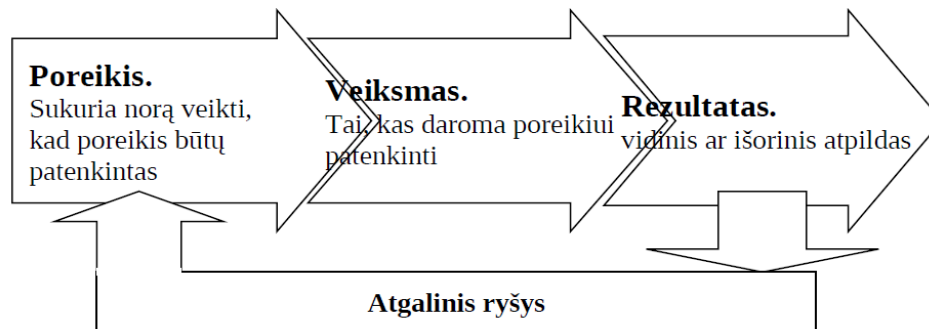 Poreikis.
Sukuria norą veikti,
kad poreikis būtų
patenkintas
Veiksmas.
Tai, kas daroma poreikiui
patenkinti
Rezultatas.
vidinis ar išorinis atpildas
Atgalinis ryšys